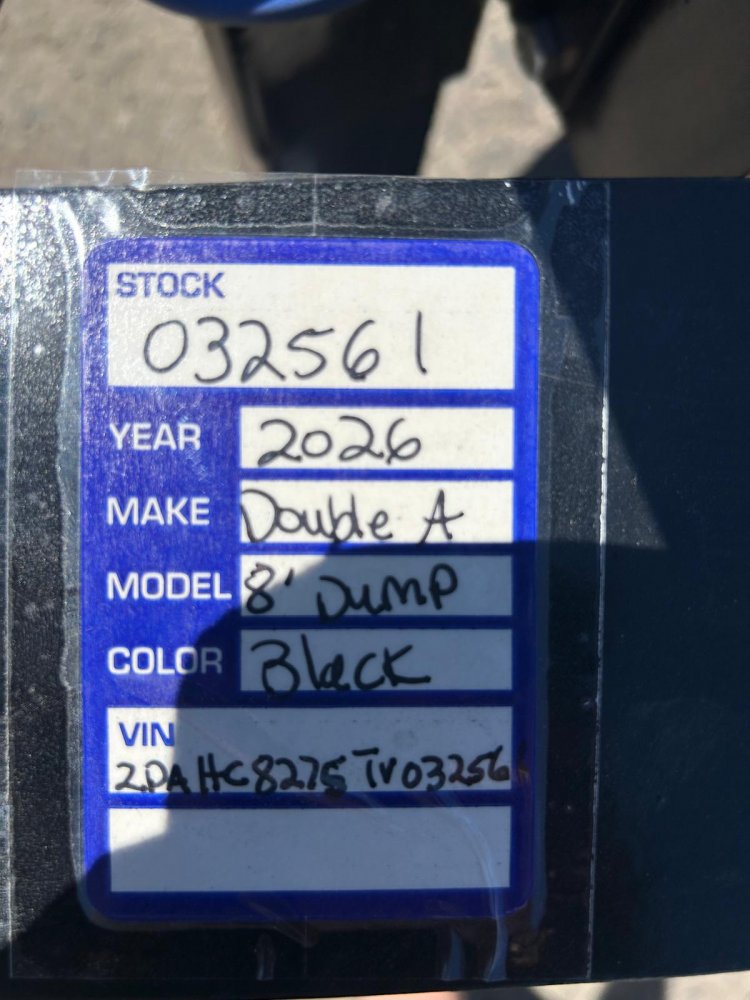 STOCK
032561
YEAR 2026
MAKE Double A
MODEL 8' Dump
COLOR Black
VIN
2DAHC8275TV03256